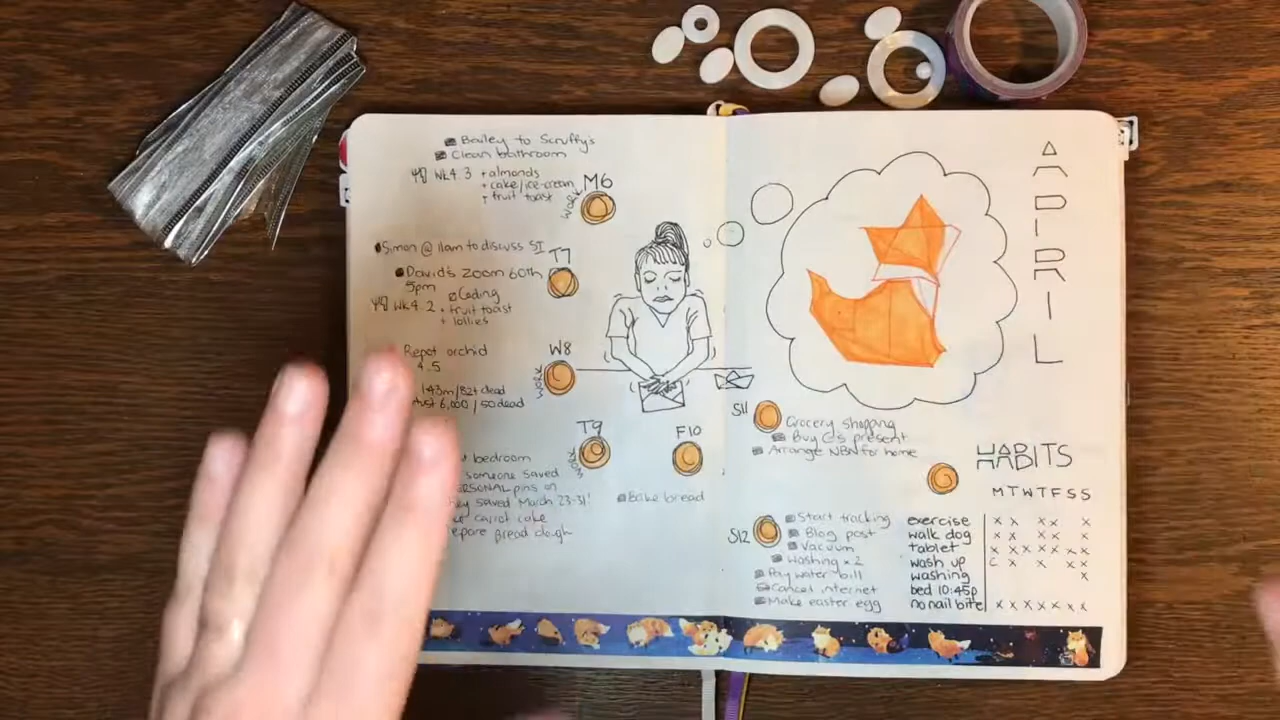 Bailey to Scruffy's
Clean bathroom
Wk4.3 + almonds
+ cake/ice-cream
+ fruit toast
M6
WORK
Simon @ 11am to discuss SI
T7
David's Zoom 60th
5pm
Coding
Wk4.2 + fruit toast
+ lollies
Repot orchid
4.5
W8
WORK
143m/82t dead
6,000/50 dead
T9
WORK
bedroom
someone saved
pins on
saved March 23-31!
carrot cake
Bread dough
F10
Bake bread
APRIL
S11
Grocery shopping
Buy G's present
Arrange NBN for home
S12
Start tracking
Blog post
Vacuum
Washing x 2
Pay water bill
Cancel internet
Make easter egg
HABITS
M T W T F S S
exercise x x x x x
walk dog x x x x x
tablet x x x x x x x
wash up c x x x x
washing x
bed 10:45p
no nail bite x x x x x x x